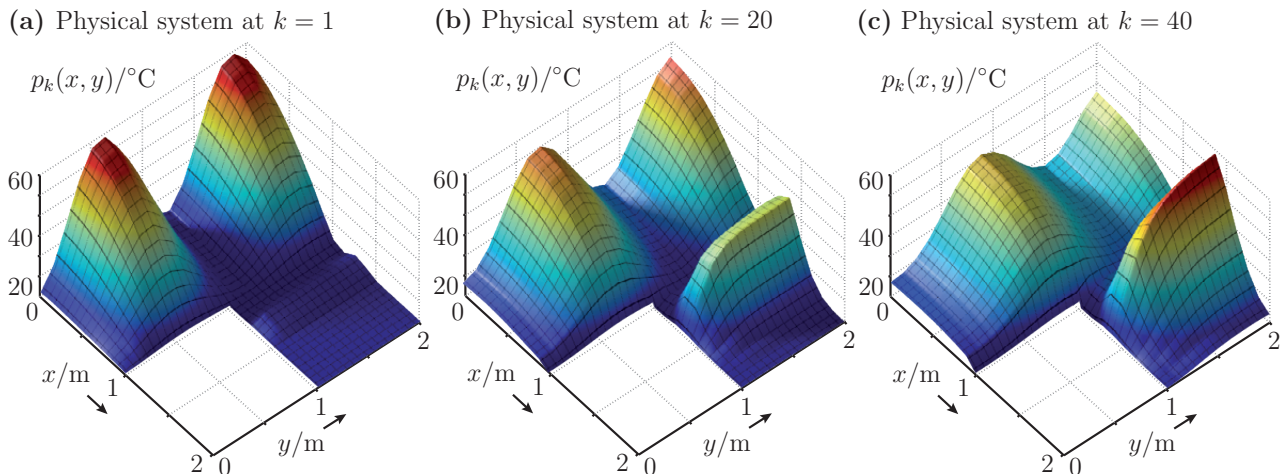 (a) Physical system at k = 1
p_k(x, y)/°C
60
40
20
0
x/m
1
2
0
y/m
1
2
(b) Physical system at k = 20
p_k(x, y)/°C
60
40
20
0
x/m
1
2
0
y/m
1
2
(c) Physical system at k = 40
p_k(x, y)/°C
60
40
20
0
x/m
1
2
0
y/m
1
2